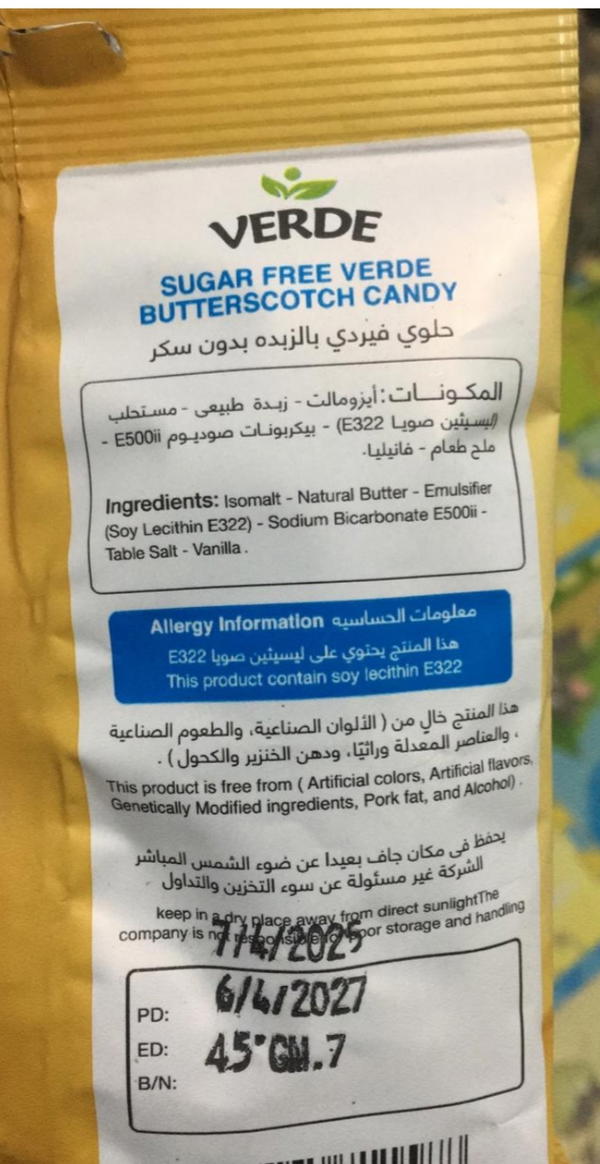 VERDE
SUGAR FREE VERDE
BUTTERSCOTCH CANDY
حلوي فيردي بالزبده بدون سكر
المكونات: أيزومالت - زبدة طبيعى - مستحلب
(ليسيثين صويا E322) - بيكربونات صوديوم E500ii -
ملح طعام - فانيليا.
Ingredients: Isomalt - Natural Butter - Emulsifier
(Soy Lecithin E322) - Sodium Bicarbonate E500ii -
Table Salt - Vanilla .
Allergy Information معلومات الحساسيه
هذا المنتج يحتوي على ليسيثين صويا E322
This product contain soy lecithin E322
هذا المنتج خالٍ من ( الألوان الصناعية، والطعوم الصناعية
، والعناصر المعدلة وراثيًا، ودهن الخنزير والكحول ) .
This product is free from ( Artificial colors, Artificial flavors,
Genetically Modified ingredients, Pork fat, and Alcohol) .
يحفظ فى مكان جاف بعيدا عن ضوء الشمس المباشر
الشركة غير مسئولة عن سوء التخزين والتداول
keep in a dry place away from direct sunlightThe
company is not responsible for poor storage and handling
7/4/2025
PD: 6/4/2027
ED: 45*GM.7
B/N: